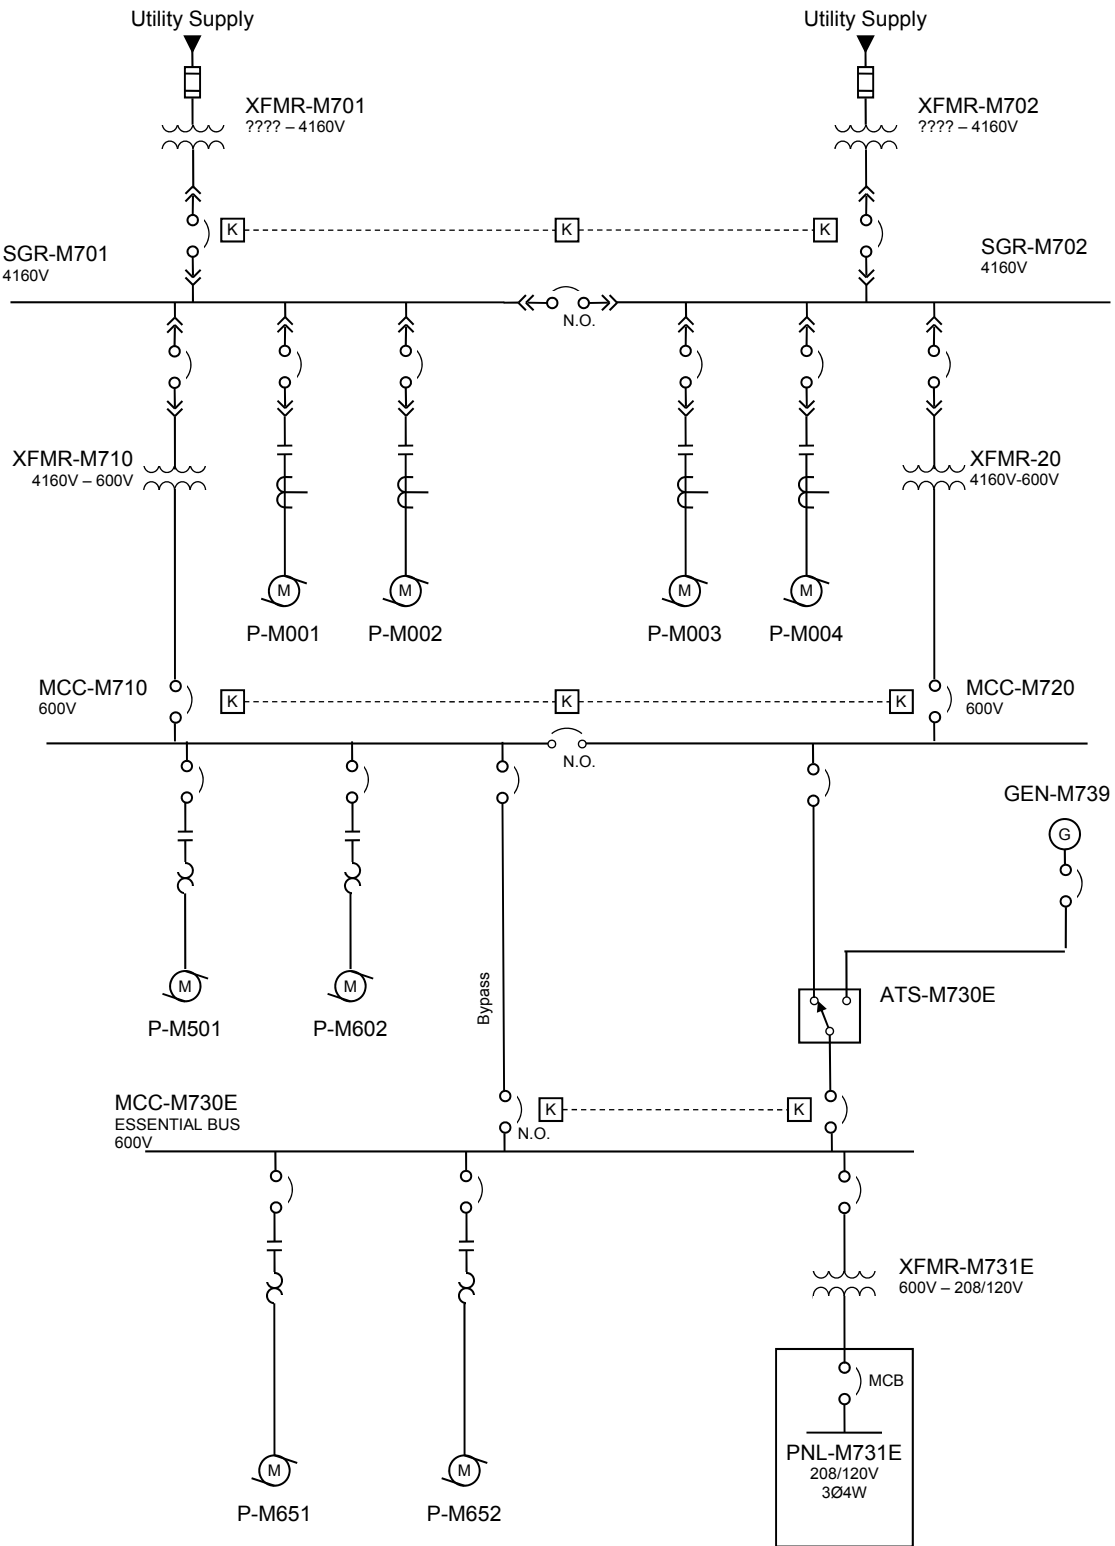 Utility Supply
Utility Supply
XFMR-M701
???? – 4160V
XFMR-M702
???? – 4160V
K
K
K
SGR-M701
4160V
SGR-M702
4160V
N.O.
XFMR-M710
4160V – 600V
XFMR-20
4160V-600V
M
M
M
M
P-M001
P-M002
P-M003
P-M004
MCC-M710
600V
K
K
K
MCC-M720
600V
N.O.
GEN-M739
G
M
M
P-M501
P-M602
Bypass
ATS-M730E
MCC-M730E
ESSENTIAL BUS
600V
K
K
N.O.
XFMR-M731E
600V – 208/120V
MCB
PNL-M731E
208/120V
3Ø4W
M
M
P-M651
P-M652